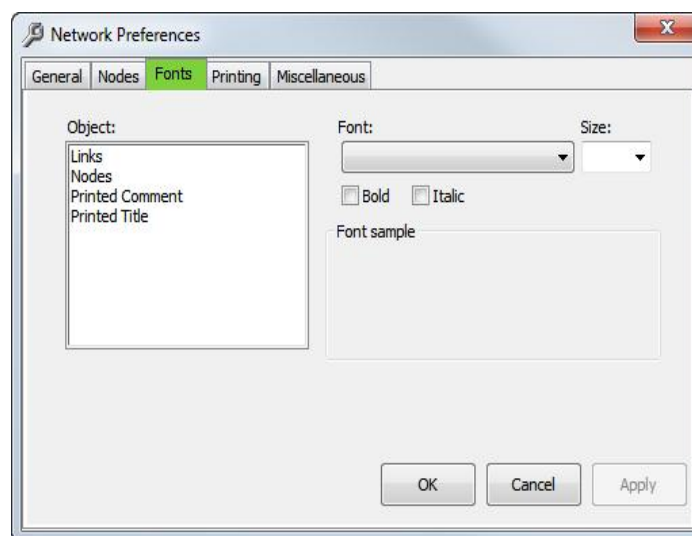 Network Preferences
General Nodes Fonts Printing Miscellaneous
Object: Font: Size:
Links
Nodes
Printed Comment
Printed Title
Bold Italic
Font sample
OK Cancel Apply